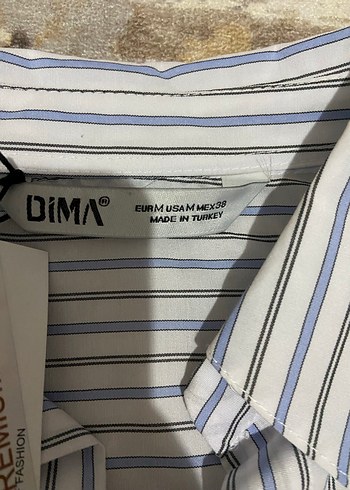 DIMA®
EUR M USA M MEX 38
MADE IN TURKEY
FASHION